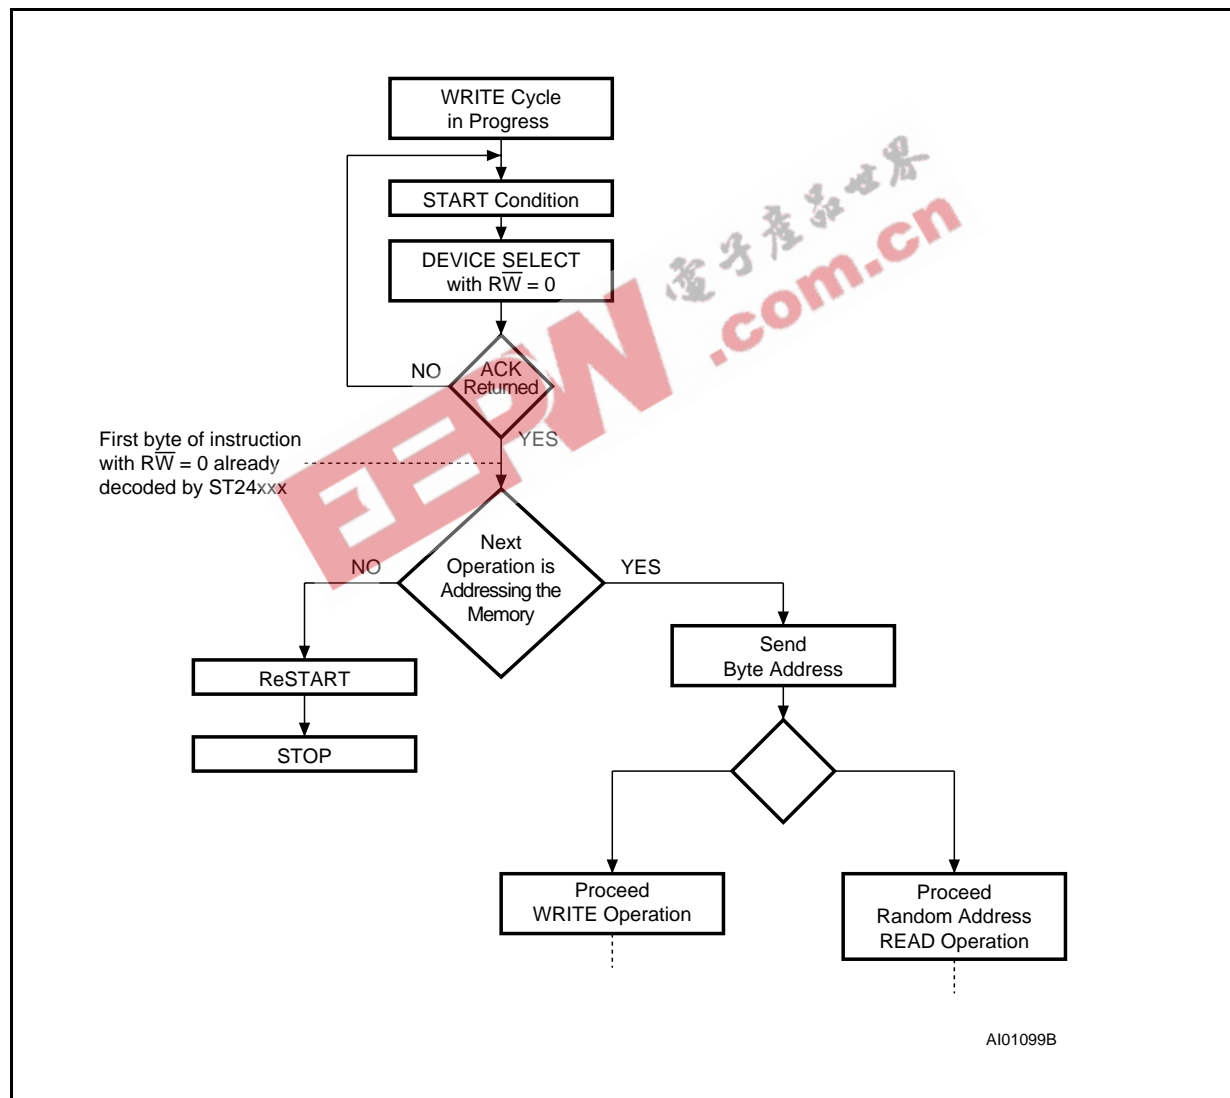 WRITE Cycle
in Progress
START Condition
DEVICE SELECT
with RW̅ = 0
ACK
Returned
NO
YES
First byte of instruction
with RW̅ = 0 already
decoded by ST24xxx
Next
Operation is
Addressing the
Memory
NO
YES
ReSTART
STOP
Send
Byte Address
Proceed
WRITE Operation
Proceed
Random Address
READ Operation
AI01099B
EEPW
電子產品世界
.com.cn